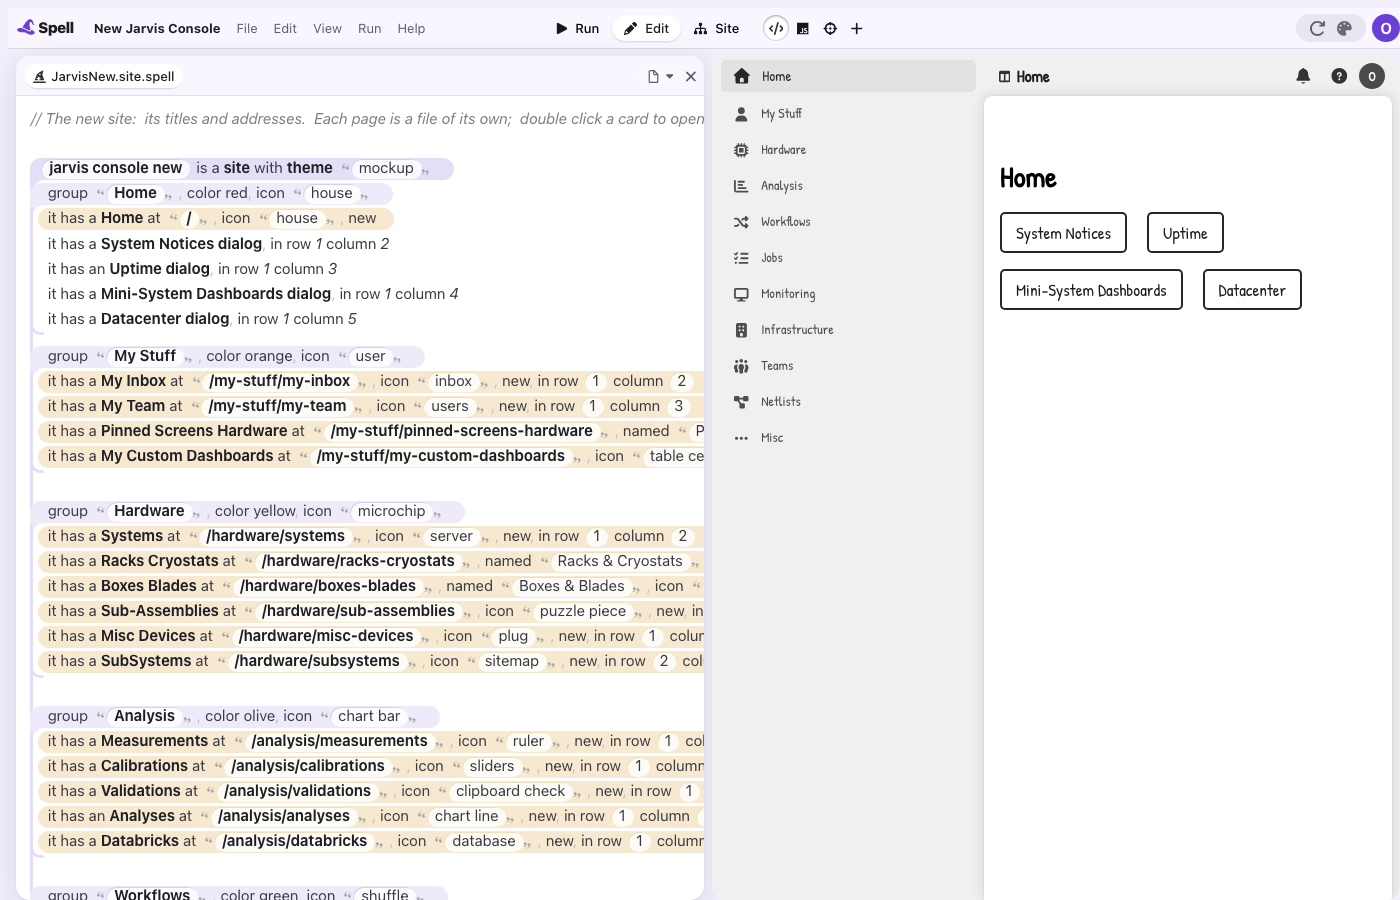 Spell New Jarvis Console File Edit View Run Help Run Edit Site O
JarvisNew.site.spell
// The new site: its titles and addresses. Each page is a file of its own; double click a card to open
jarvis console new is a site with theme “ mockup „
group “ Home „ , color red, icon “ house „
it has a Home at “ / „ , icon “ house „ , new
it has a System Notices dialog, in row 1 column 2
it has an Uptime dialog, in row 1 column 3
it has a Mini-System Dashboards dialog, in row 1 column 4
it has a Datacenter dialog, in row 1 column 5
group “ My Stuff „ , color orange, icon “ user „
it has a My Inbox at “ /my-stuff/my-inbox „ , icon “ inbox „ , new, in row 1 column 2
it has a My Team at “ /my-stuff/my-team „ , icon “ users „ , new, in row 1 column 3
it has a Pinned Screens Hardware at “ /my-stuff/pinned-screens-hardware „ , named “ P
it has a My Custom Dashboards at “ /my-stuff/my-custom-dashboards „ , icon “ table ce
group “ Hardware „ , color yellow, icon “ microchip „
it has a Systems at “ /hardware/systems „ , icon “ server „ , new, in row 1 column 2
it has a Racks Cryostats at “ /hardware/racks-cryostats „ , named “ Racks & Cryostats „
it has a Boxes Blades at “ /hardware/boxes-blades „ , named “ Boxes & Blades „ , icon “
it has a Sub-Assemblies at “ /hardware/sub-assemblies „ , icon “ puzzle piece „ , new, in
it has a Misc Devices at “ /hardware/misc-devices „ , icon “ plug „ , new, in row 1 colum
it has a SubSystems at “ /hardware/subsystems „ , icon “ sitemap „ , new, in row 2 col
group “ Analysis „ , color olive, icon “ chart bar „
it has a Measurements at “ /analysis/measurements „ , icon “ ruler „ , new, in row 1 col
it has a Calibrations at “ /analysis/calibrations „ , icon “ sliders „ , new, in row 1 column
it has a Validations at “ /analysis/validations „ , icon “ clipboard check „ , new, in row 1
it has an Analyses at “ /analysis/analyses „ , icon “ chart line „ , new, in row 1 column
it has a Databricks at “ /analysis/databricks „ , icon “ database „ , new, in row 1 column
group “ Workflows „ , color green, icon “ shuffle „
Home
My Stuff
Hardware
Analysis
Workflows
Jobs
Monitoring
Infrastructure
Teams
Netlists
Misc
Home ? O
Home
System Notices Uptime
Mini-System Dashboards Datacenter